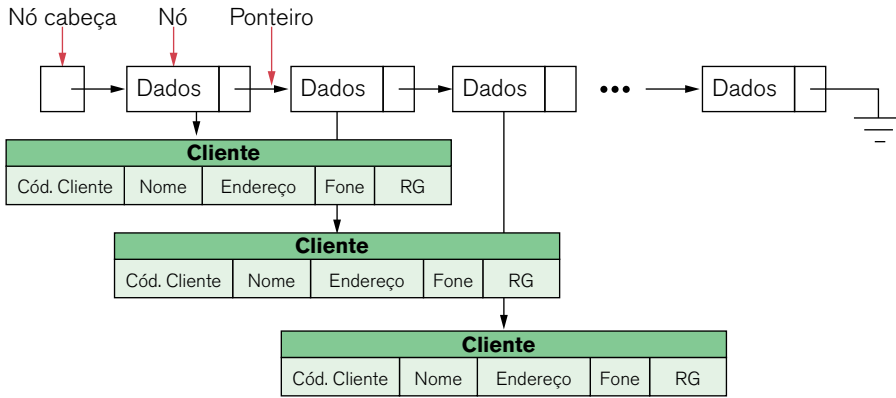 Nó cabeça Nó Ponteiro
Dados Dados Dados ••• Dados
Cliente
Cód. Cliente Nome Endereço Fone RG
Cliente
Cód. Cliente Nome Endereço Fone RG
Cliente
Cód. Cliente Nome Endereço Fone RG